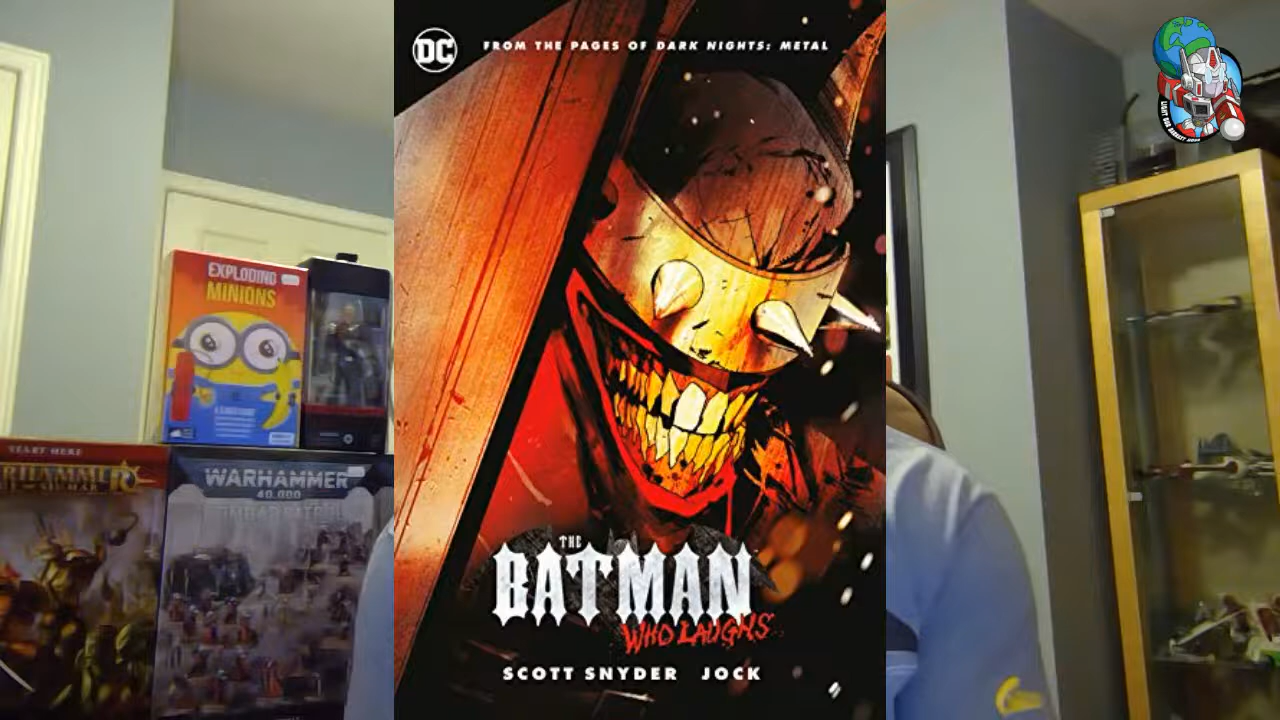 DC
FROM THE PAGES OF DARK NIGHTS: METAL
EXPLODING
MINIONS
START HERE
WARHAMMER
40,000
THE
BATMAN
WHO LAUGHS
SCOTT SNYDER JOCK